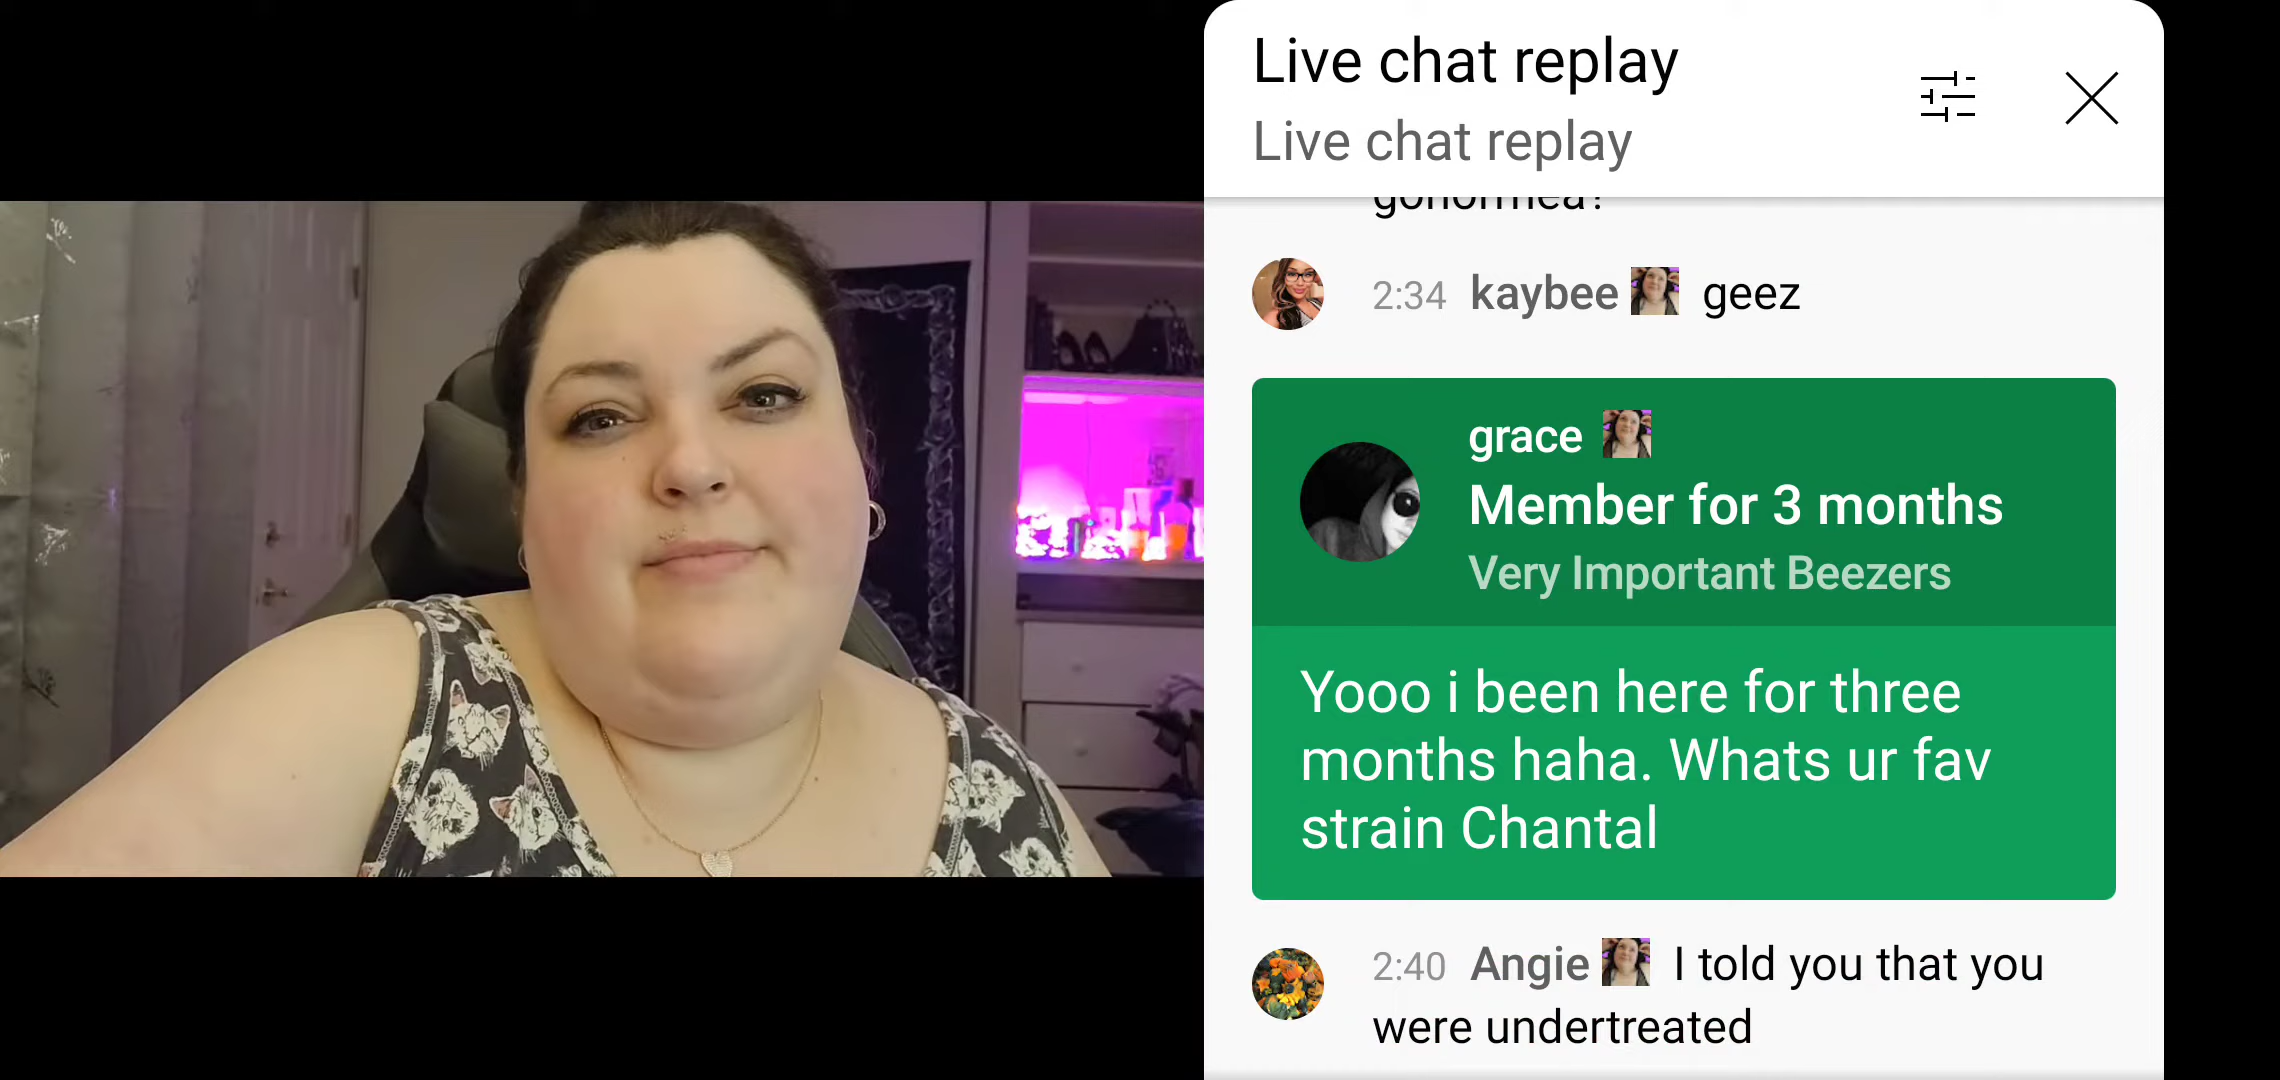 Live chat replay
Live chat replay
gonorrhea?
2:34 kaybee geez
grace
Member for 3 months
Very Important Beezers
Yooo i been here for three
months haha. Whats ur fav
strain Chantal
2:40 Angie I told you that you
were undertreated